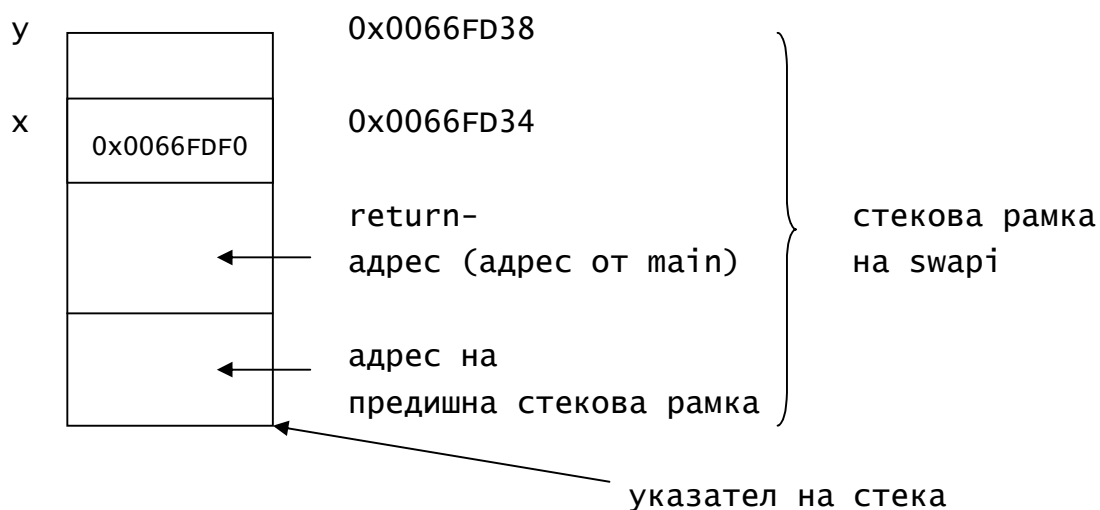 y 0x0066FD38
x 0x0066FDF0 0x0066FD34
return-
адрес (адрес от main)
стекова рамка
на swapi
адрес на
предишна стекова рамка
указател на стека